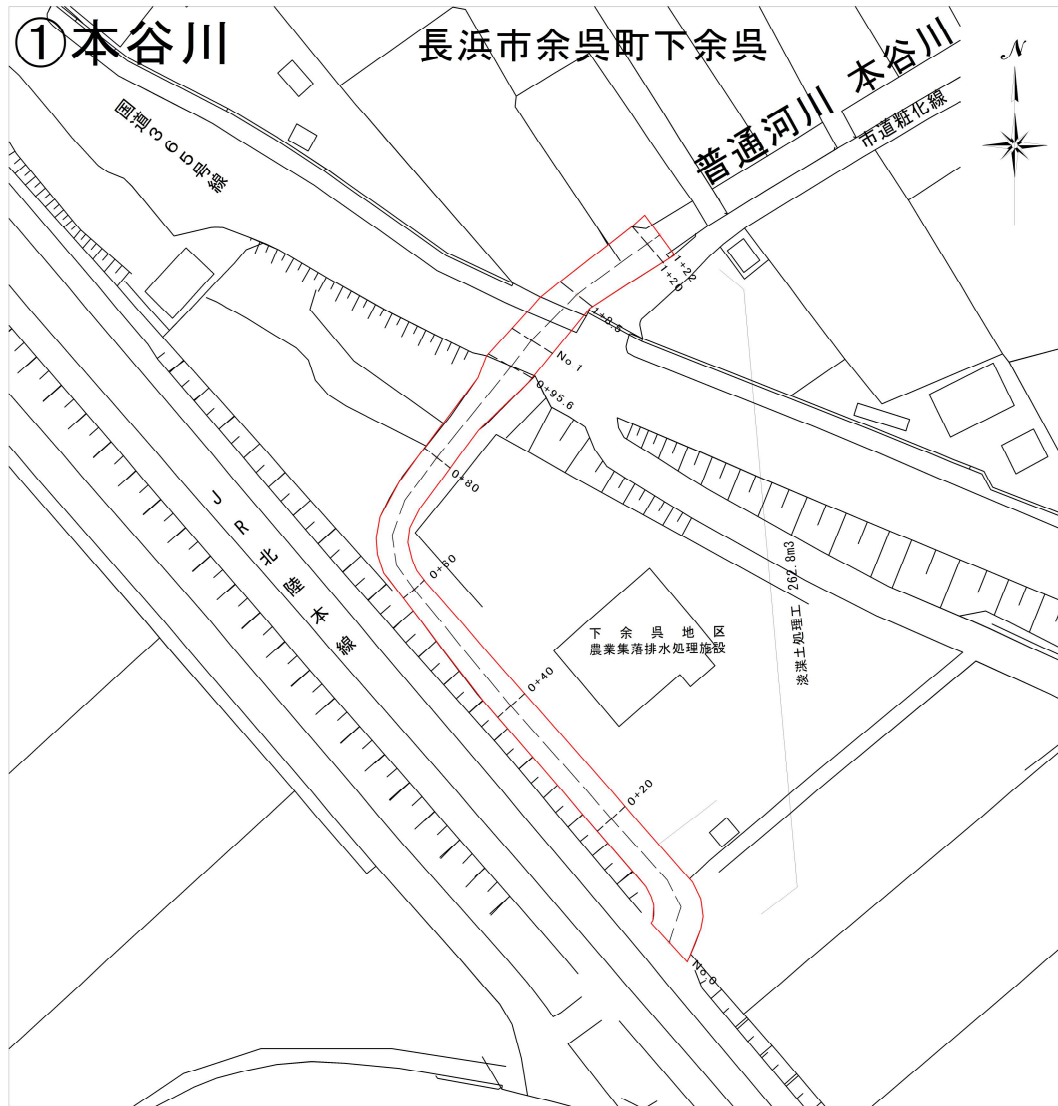 ①本谷川
長浜市余呉町下余呉
普通河川 本谷川
市道粧化線
N
国道365号線
1+22
1+20
1+8.5
No.1
0+95.6
0+80
0+60
0+40
0+20
No.0
JR北陸本線
下余呉地区
農業集落排水処理施設
浚渫土処理工 262.8m3